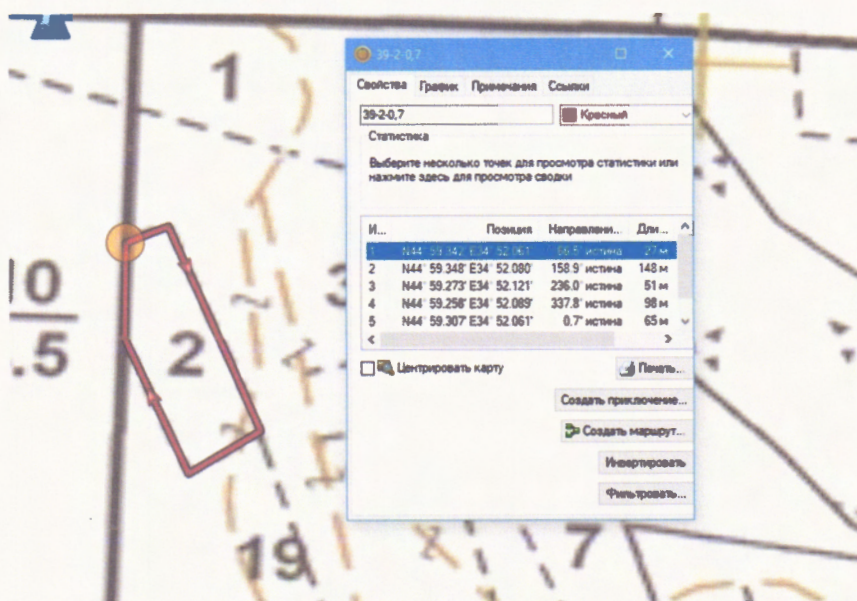 39-2-0,7
Свойства График Примечания Ссылки
39-2-0,7 Красный
Статистика
Выберите несколько точек для просмотра статистики или
нажмите здесь для просмотра сводки
И... Позиция Направлени... Дли...
1 N44° 59.342' E34° 52.061' 66.5° истина 27 м
2 N44° 59.348' E34° 52.080' 158.9° истина 148 м
3 N44° 59.273' E34° 52.121' 236.0° истина 51 м
4 N44° 59.258' E34° 52.089' 337.8° истина 98 м
5 N44° 59.307' E34° 52.061' 0.7° истина 65 м
Центрировать карту Печать...
Создать приключение...
Создать маршрут...
Инвертировать
Фильтровать...
1
2
.5
19
7